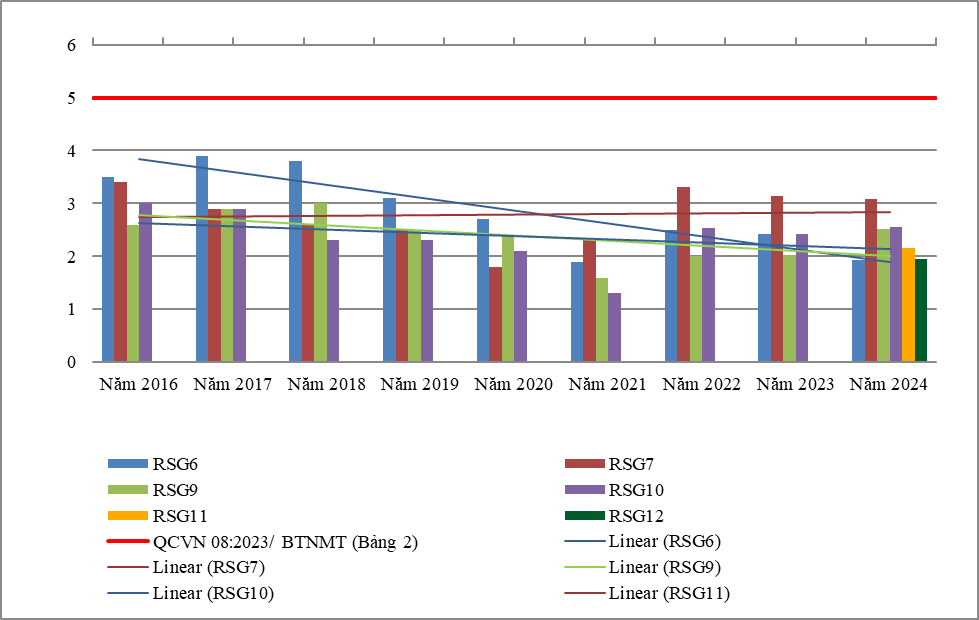 6
5
4
3
2
1
0
Năm 2016 Năm 2017 Năm 2018 Năm 2019 Năm 2020 Năm 2021 Năm 2022 Năm 2023 Năm 2024
RSG6 RSG7
RSG9 RSG10
RSG11 RSG12
QCVN 08:2023/ BTNMT (Bảng 2) Linear (RSG6)
Linear (RSG7) Linear (RSG9)
Linear (RSG10) Linear (RSG11)